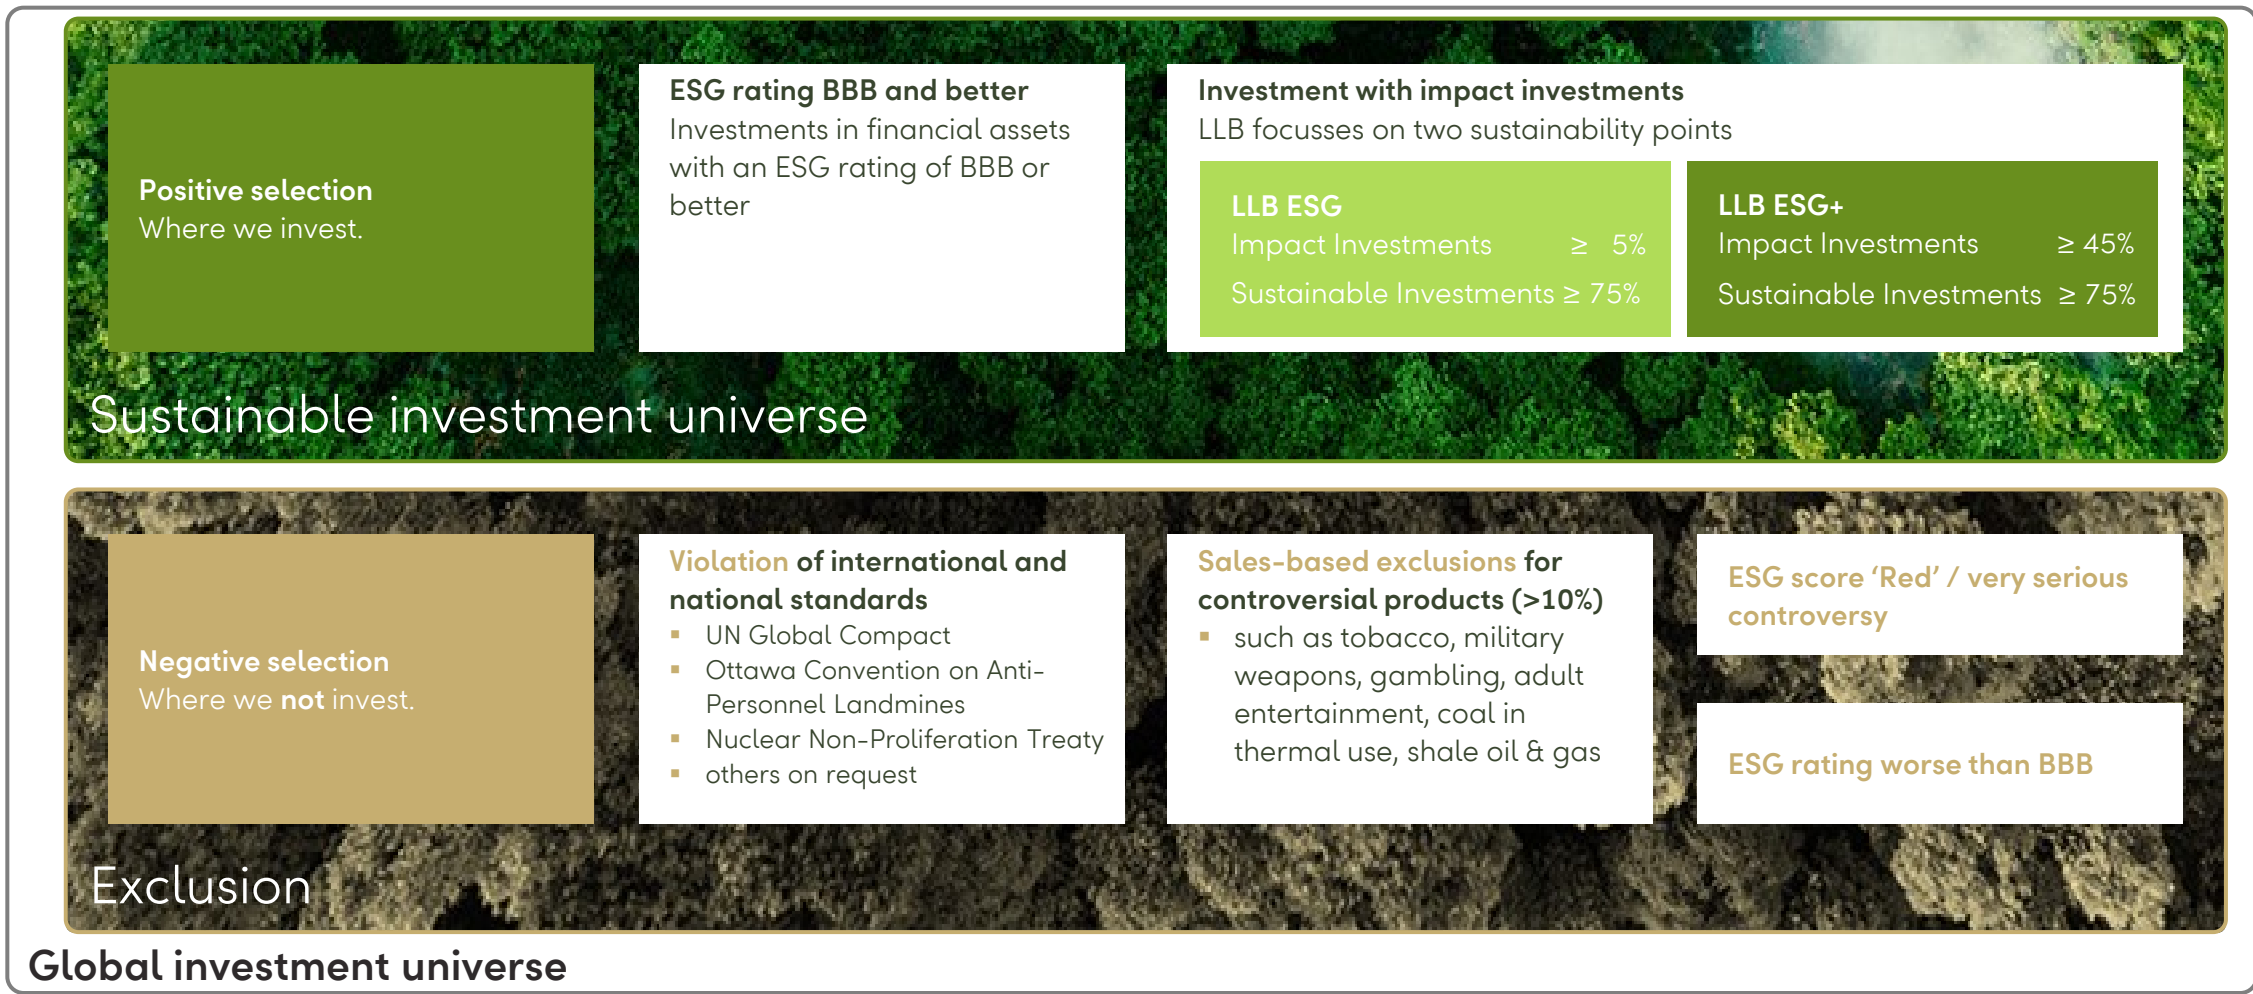 Positive selection
Where we invest.
ESG rating BBB and better
Investments in financial assets
with an ESG rating of BBB or
better
Investment with impact investments
LLB focusses on two sustainability points
LLB ESG
Impact Investments ≥ 5%
Sustainable Investments ≥ 75%
LLB ESG+
Impact Investments ≥ 45%
Sustainable Investments ≥ 75%
Sustainable investment universe
Negative selection
Where we not invest.
Violation of international and
national standards
▪ UN Global Compact
▪ Ottawa Convention on Anti-
Personnel Landmines
▪ Nuclear Non-Proliferation Treaty
▪ others on request
Sales-based exclusions for
controversial products (>10%)
▪ such as tobacco, military
weapons, gambling, adult
entertainment, coal in
thermal use, shale oil & gas
ESG score ‘Red’ / very serious
controversy
ESG rating worse than BBB
Exclusion
Global investment universe